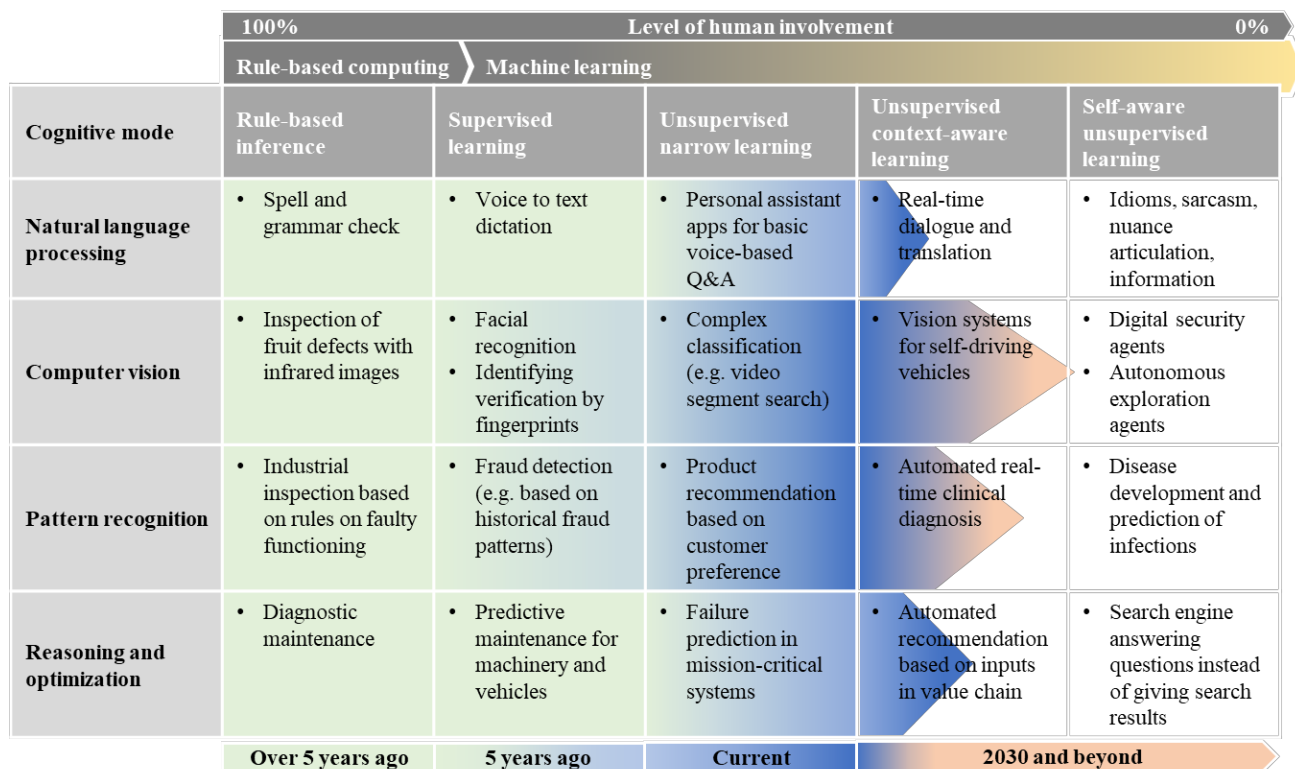 100% Level of human involvement 0%
Rule-based computing Machine learning
Cognitive mode
Rule-based
inference
Supervised
learning
Unsupervised
narrow learning
Unsupervised
context-aware
learning
Self-aware
unsupervised
learning
Natural language
processing
• Spell and
grammar check
• Voice to text
dictation
• Personal assistant
apps for basic
voice-based
Q&A
• Real-time
dialogue and
translation
• Idioms, sarcasm,
nuance
articulation,
information
Computer vision
• Inspection of
fruit defects with
infrared images
• Facial
recognition
• Identifying
verification by
fingerprints
• Complex
classification
(e.g. video
segment search)
• Vision systems
for self-driving
vehicles
• Digital security
agents
• Autonomous
exploration
agents
Pattern recognition
• Industrial
inspection based
on rules on faulty
functioning
• Fraud detection
(e.g. based on
historical fraud
patterns)
• Product
recommendation
based on
customer
preference
• Automated real-
time clinical
diagnosis
• Disease
development and
prediction of
infections
Reasoning and
optimization
• Diagnostic
maintenance
• Predictive
maintenance for
machinery and
vehicles
• Failure
prediction in
mission-critical
systems
• Automated
recommendation
based on inputs
in value chain
• Search engine
answering
questions instead
of giving search
results
Over 5 years ago 5 years ago Current 2030 and beyond